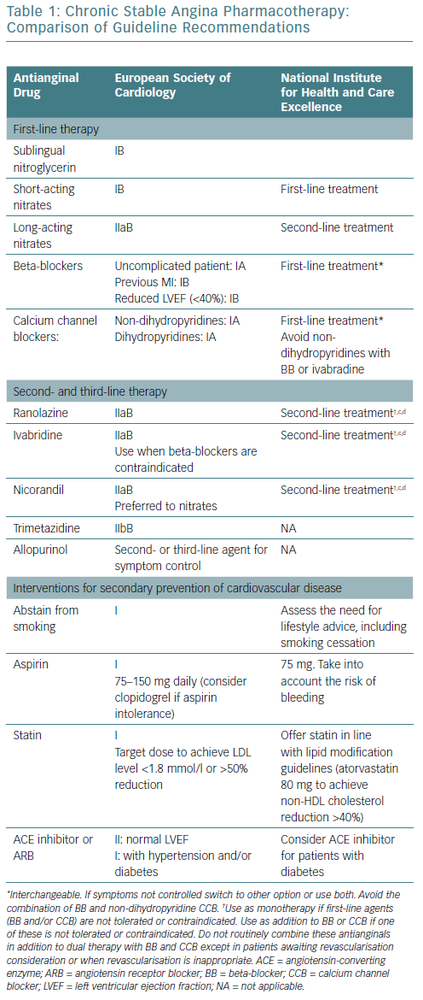 Table 1: Chronic Stable Angina Pharmacotherapy:
Comparison of Guideline Recommendations
Antianginal Drug European Society of Cardiology National Institute for Health and Care Excellence
First-line therapy
Sublingual nitroglycerin IB
Short-acting nitrates IB First-line treatment
Long-acting nitrates IIaB Second-line treatment
Beta-blockers Uncomplicated patient: IA First-line treatment*
Previous MI: IB
Reduced LVEF (<40%): IB
Calcium channel blockers: Non-dihydropyridines: IA First-line treatment*
Dihydropyridines: IA Avoid non-
dihydropyridines with
BB or ivabradine
Second- and third-line therapy
Ranolazine IIaB Second-line treatment†,c,d
Ivabridine IIaB Second-line treatment†,c,d
Use when beta-blockers are
contraindicated
Nicorandil IIaB Second-line treatment†,c,d
Preferred to nitrates
Trimetazidine IIbB NA
Allopurinol Second- or third-line agent for NA
symptom control
Interventions for secondary prevention of cardiovascular disease
Abstain from smoking I Assess the need for
lifestyle advice, including
smoking cessation
Aspirin I 75 mg. Take into
75–150 mg daily (consider account the risk of
clopidogrel if aspirin bleeding
intolerance)
Statin I Offer statin in line
Target dose to achieve LDL with lipid modification
level <1.8 mmol/l or >50% guidelines (atorvastatin
reduction 80 mg to achieve
non-HDL cholesterol
reduction >40%)
ACE inhibitor or ARB II: normal LVEF Consider ACE inhibitor
I: with hypertension and/or for patients with
diabetes diabetes
*Interchangeable. If symptoms not controlled switch to other option or use both. Avoid the
combination of BB and non-dihydropyridine CCB. †Use as monotherapy if first-line agents
(BB and/or CCB) are not tolerated or contraindicated. Use as addition to BB or CCB if one
of these is not tolerated or contraindicated. Do not routinely combine these antianginals
in addition to dual therapy with BB and CCB except in patients awaiting revascularisation
consideration or when revascularisation is inappropriate. ACE = angiotensin-converting
enzyme; ARB = angiotensin receptor blocker; BB = beta-blocker; CCB = calcium channel
blocker; LVEF = left ventricular ejection fraction; NA = not applicable.